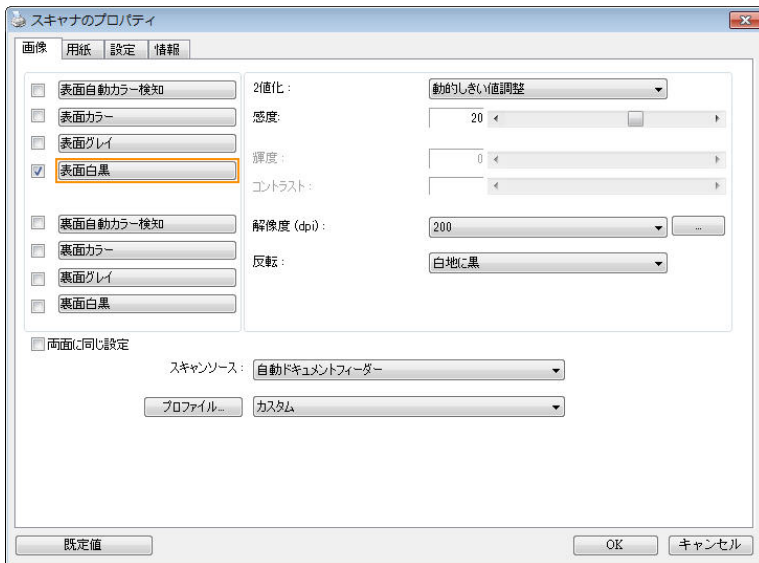 スキャナのプロパティ
画像 用紙 設定 情報
表面自動カラー検知
表面カラー
表面グレイ
表面白黒
裏面自動カラー検知
裏面カラー
裏面グレイ
裏面白黒
2値化: 動的しきい値調整
感度: 20
輝度: 0
コントラスト:
解像度 (dpi): 200 ...
反転: 白地に黒
両面に同じ設定
スキャンソース: 自動ドキュメントフィーダー
プロファイル... カスタム
既定値 OK キャンセル